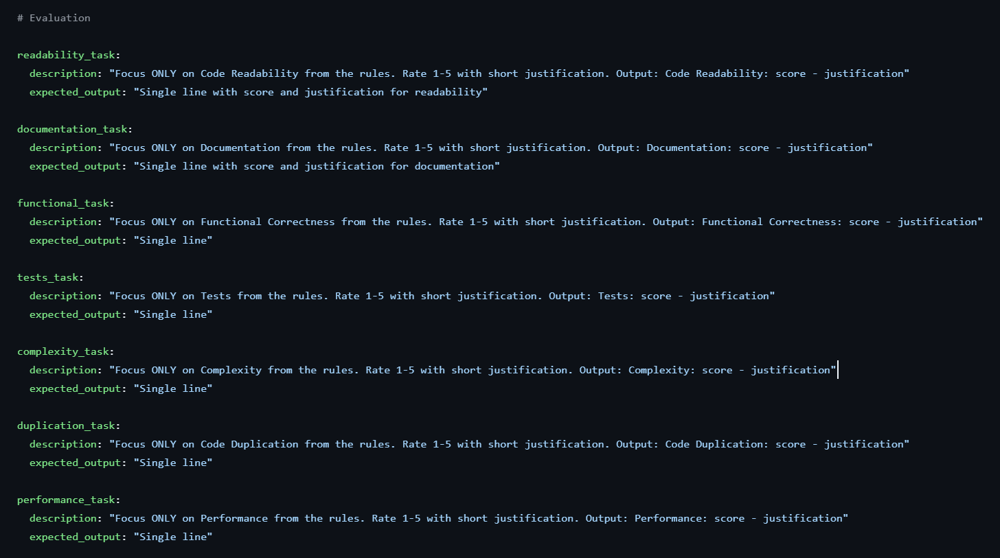 # Evaluation
readability_task:
description: "Focus ONLY on Code Readability from the rules. Rate 1-5 with short justification. Output: Code Readability: score - justification"
expected_output: "Single line with score and justification for readability"
documentation_task:
description: "Focus ONLY on Documentation from the rules. Rate 1-5 with short justification. Output: Documentation: score - justification"
expected_output: "Single line with score and justification for documentation"
functional_task:
description: "Focus ONLY on Functional Correctness from the rules. Rate 1-5 with short justification. Output: Functional Correctness: score - justification"
expected_output: "Single line"
tests_task:
description: "Focus ONLY on Tests from the rules. Rate 1-5 with short justification. Output: Tests: score - justification"
expected_output: "Single line"
complexity_task:
description: "Focus ONLY on Complexity from the rules. Rate 1-5 with short justification. Output: Complexity: score - justification"
expected_output: "Single line"
duplication_task:
description: "Focus ONLY on Code Duplication from the rules. Rate 1-5 with short justification. Output: Code Duplication: score - justification"
expected_output: "Single line"
performance_task:
description: "Focus ONLY on Performance from the rules. Rate 1-5 with short justification. Output: Performance: score - justification"
expected_output: "Single line"